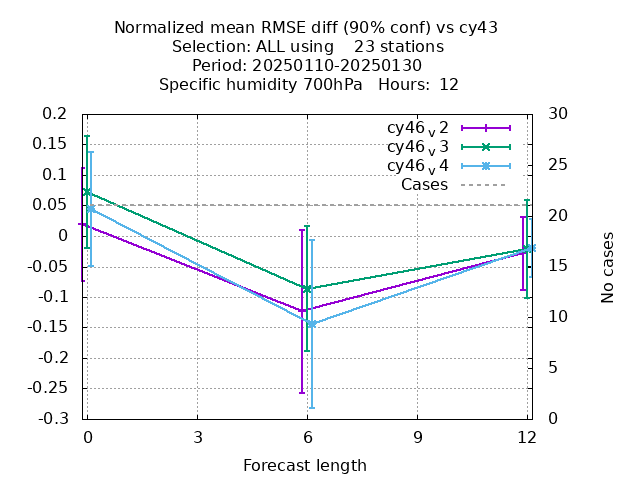 Normalized mean RMSE diff (90% conf) vs cy43
Selection: ALL using    23 stations
Period: 20250110-20250130
Specific humidity 700hPa   Hours:  12
0.2
0.15
0.1
0.05
0
-0.05
-0.1
-0.15
-0.2
-0.25
-0.3
30
25
20
15
10
5
0
cy46v2
cy46v3
cy46v4
Cases
No cases
0 3 6 9 12
Forecast length